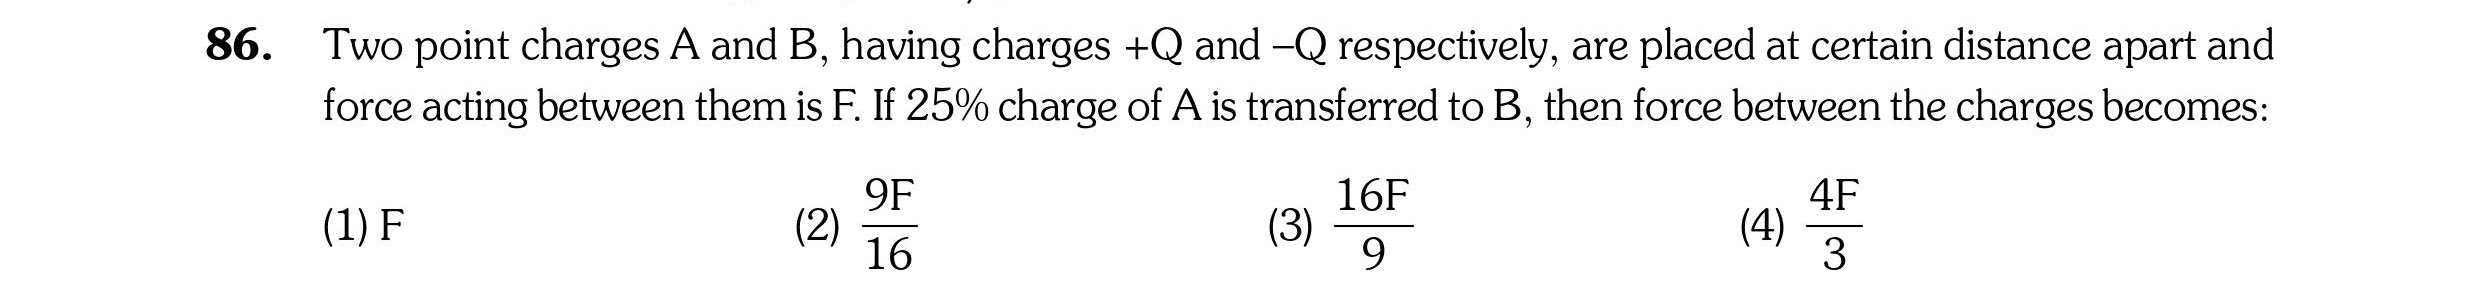 86. Two point charges A and B, having charges +Q and –Q respectively, are placed at certain distance apart and
force acting between them is F. If 25% charge of A is transferred to B, then force between the charges becomes:
(1) F (2) 9F/16 (3) 16F/9 (4) 4F/3